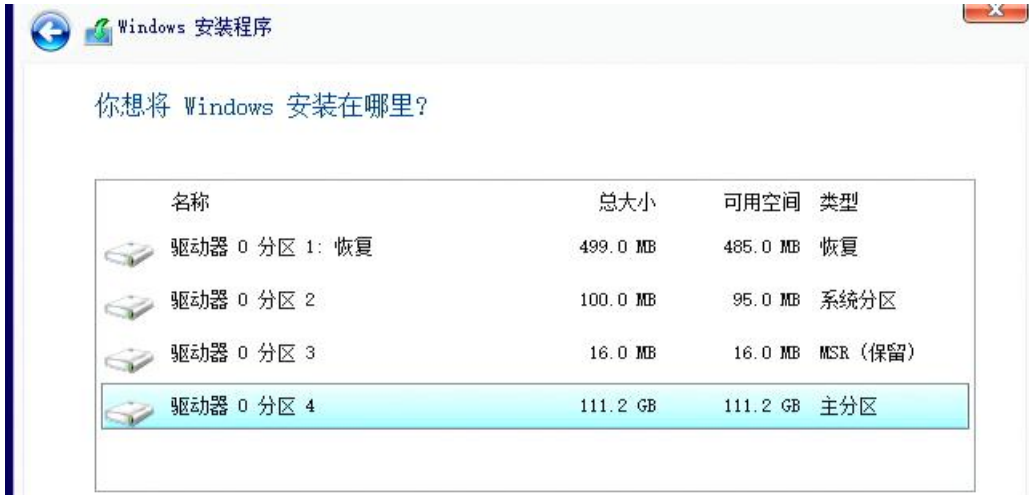 Windows 安装程序
你想将 Windows 安装在哪里?
名称 总大小 可用空间 类型
驱动器 0 分区 1: 恢复 499.0 MB 485.0 MB 恢复
驱动器 0 分区 2 100.0 MB 95.0 MB 系统分区
驱动器 0 分区 3 16.0 MB 16.0 MB MSR (保留)
驱动器 0 分区 4 111.2 GB 111.2 GB 主分区